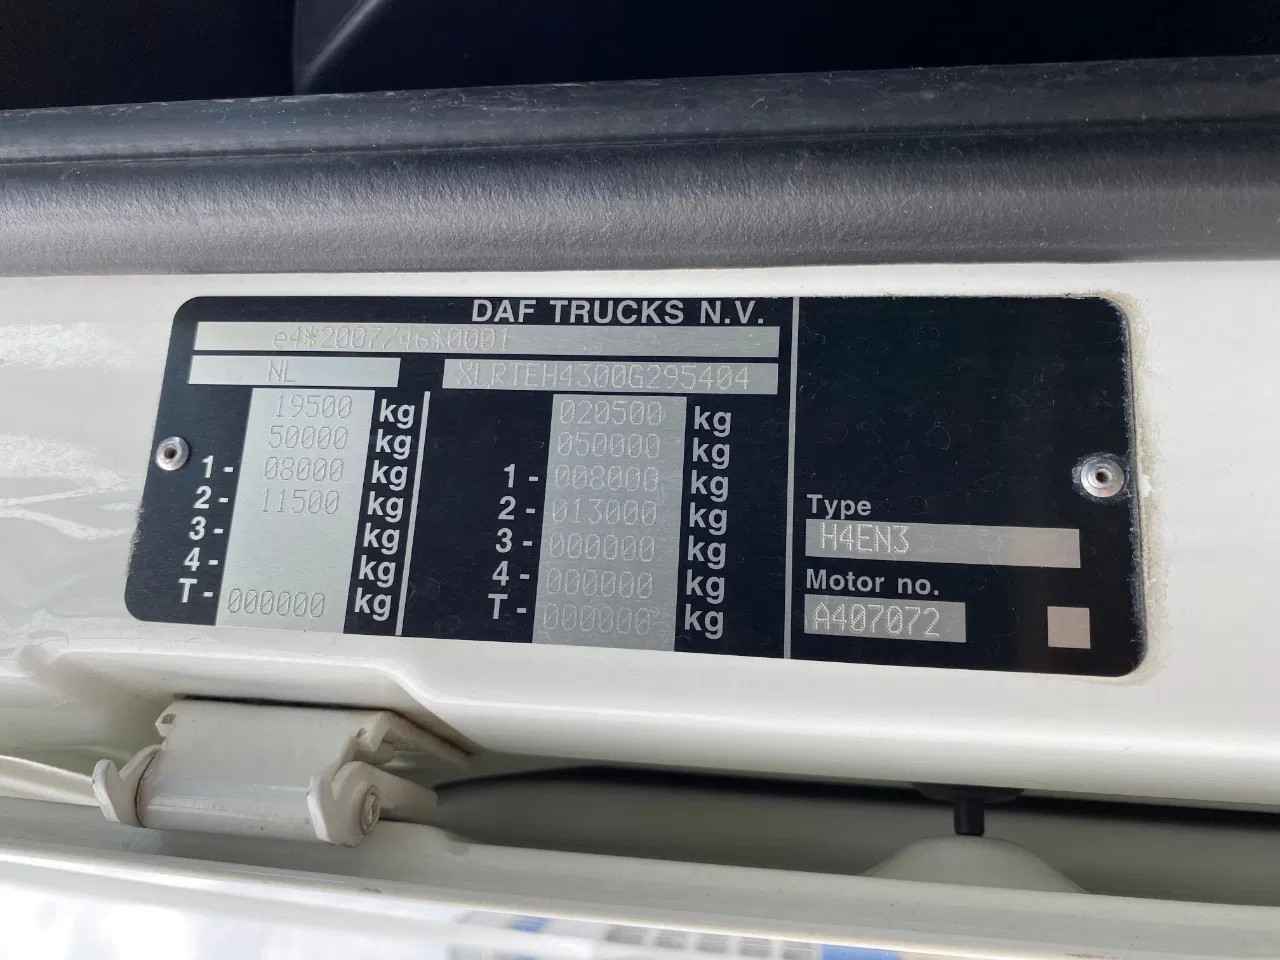 DAF TRUCKS N.V.
e4*2007/46*0001
NL XLRTEH4300G295404
19500 kg 020500 kg
50000 kg 050000 kg
1 - 08000 kg 1 - 008000 kg
2 - 11500 kg 2 - 013000 kg
3 - kg 3 - 000000 kg
4 - kg 4 - 000000 kg
T - 000000 kg T - 000000 kg
Type
H4EN3
Motor no.
A407072